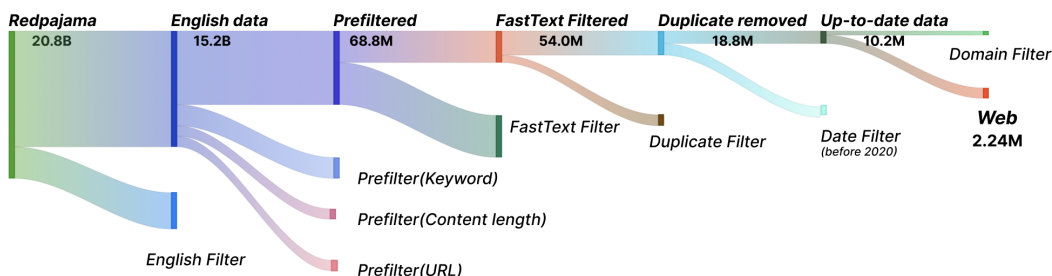 Redpajama English data Prefiltered FastText Filtered Duplicate removed Up-to-date data
20.8B 15.2B 68.8M 54.0M 18.8M 10.2M
Domain Filter
Web
2.24M
FastText Filter
Duplicate Filter
Date Filter
(before 2020)
Prefilter(Keyword)
Prefilter(Content length)
English Filter
Prefilter(URL)